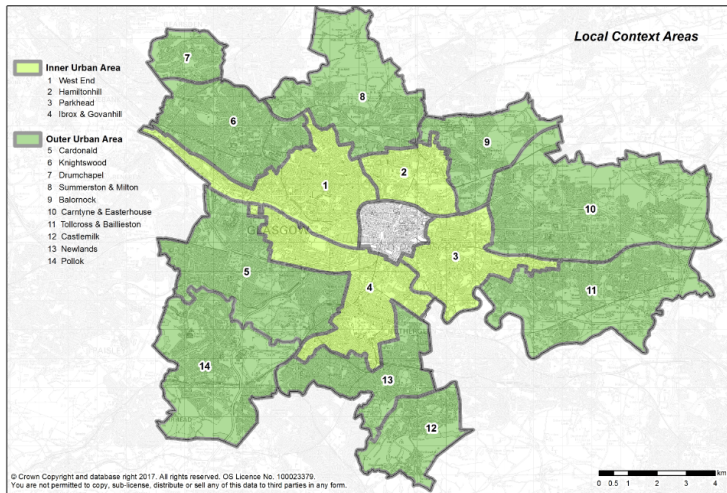 Local Context Areas
Inner Urban Area
1 West End
2 Hamiltonhill
3 Parkhead
4 Ibrox & Govanhill
Outer Urban Area
5 Cardonald
6 Knightswood
7 Drumchapel
8 Summerston & Milton
9 Balornock
10 Carntyne & Easterhouse
11 Tollcross & Baillieston
12 Castlemilk
13 Newlands
14 Pollok
7
8
6
9
2
1
10
GLASGOW
3
11
5
4
14
13
12
© Crown Copyright and database right 2017. All rights reserved. OS Licence No. 100023379.
You are not permitted to copy, sub-license, distribute or sell any of this data to third parties in any form.
km
0 0.5 1 2 3 4